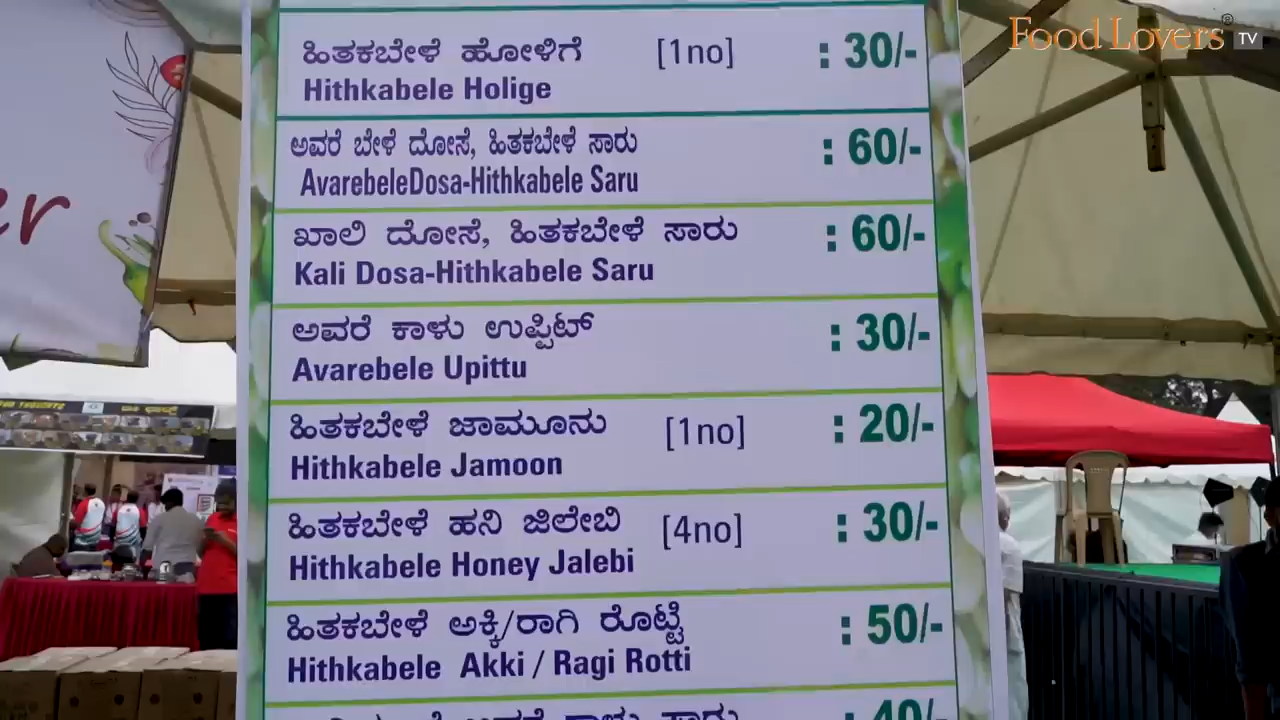 Food Lovers® TV
ಹಿತಕಬೇಳೆ ಹೋಳಿಗೆ [1no] : 30/-
Hithkabele Holige
ಅವರೆ ಬೇಳೆ ದೋಸೆ, ಹಿತಕಬೇಳೆ ಸಾರು : 60/-
AvarebeleDosa-Hithkabele Saru
ಖಾಲಿ ದೋಸೆ, ಹಿತಕಬೇಳೆ ಸಾರು : 60/-
Kali Dosa-Hithkabele Saru
ಅವರೆ ಕಾಳು ಉಪ್ಪಿಟ್ : 30/-
Avarebele Upittu
ಹಿತಕಬೇಳೆ ಜಾಮೂನು [1no] : 20/-
Hithkabele Jamoon
ಹಿತಕಬೇಳೆ ಹನಿ ಜಿಲೇಬಿ [4no] : 30/-
Hithkabele Honey Jalebi
ಹಿತಕಬೇಳೆ ಅಕ್ಕಿ/ರಾಗಿ ರೊಟ್ಟಿ : 50/-
Hithkabele Akki / Ragi Rotti
: 40/-